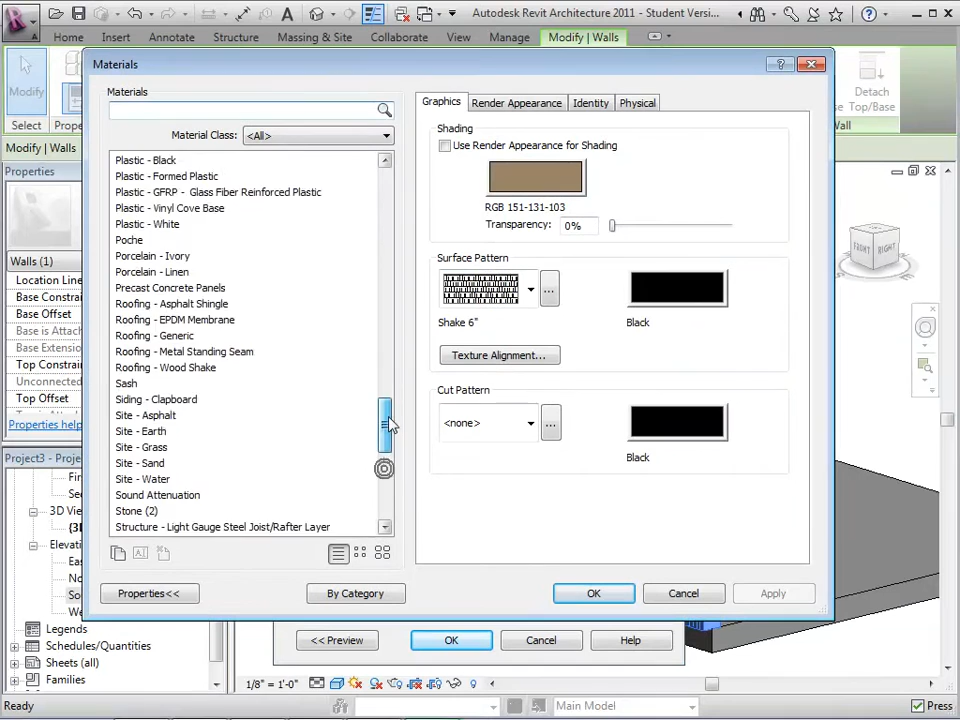 Autodesk Revit Architecture 2011 - Student Versi...
Home Insert Annotate Structure Massing & Site Collaborate View Manage Modify | Walls
Modify
Detach
Top/Base
Select
Modify | Walls
Properties
Walls (1)
Location Line
Base Constrai
Base Offset
Base is Attach
Base Extensio
Top Constrain
Unconnected
Top Offset
Properties help
Project3 - Proje
3D View
Elevatio
Legends
Schedules/Quantities
Sheets (all)
Families
Ready
Materials
Materials
Material Class: <All>
Plastic - Black
Plastic - Formed Plastic
Plastic - GFRP - Glass Fiber Reinforced Plastic
Plastic - Vinyl Cove Base
Plastic - White
Poche
Porcelain - Ivory
Porcelain - Linen
Precast Concrete Panels
Roofing - Asphalt Shingle
Roofing - EPDM Membrane
Roofing - Generic
Roofing - Metal Standing Seam
Roofing - Wood Shake
Sash
Siding - Clapboard
Site - Asphalt
Site - Earth
Site - Grass
Site - Sand
Site - Water
Sound Attenuation
Stone (2)
Structure - Light Gauge Steel Joist/Rafter Layer
Properties<<
By Category
Graphics Render Appearance Identity Physical
Shading
Use Render Appearance for Shading
RGB 151-131-103
Transparency: 0%
Surface Pattern
...
Shake 6" Black
Texture Alignment...
Cut Pattern
<none> ...
Black
OK Cancel Apply
<< Preview OK Cancel Help
FRONT RIGHT
1/8" = 1'-0"
Main Model
Press